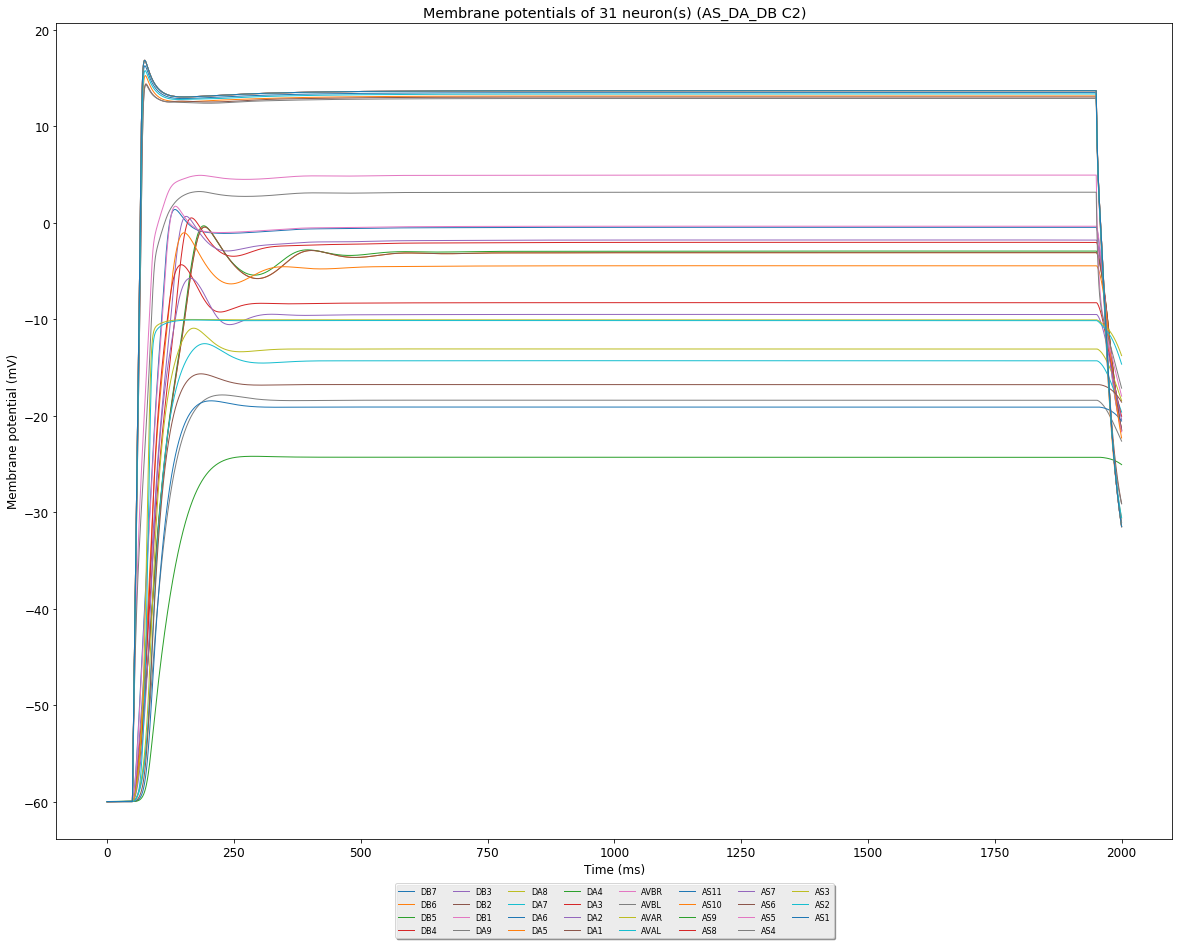 Membrane potentials of 31 neuron(s) (AS_DA_DB C2)
20
10
0
−10
−20
−30
−40
−50
−60
Membrane potential (mV)
0 250 500 750 1000 1250 1500 1750 2000
Time (ms)
DB7 DB3 DA8 DA4 AVBR AS11 AS7 AS3
DB6 DB2 DA7 DA3 AVBL AS10 AS6 AS2
DB5 DB1 DA6 DA2 AVAR AS9 AS5 AS1
DB4 DA9 DA5 DA1 AVAL AS8 AS4